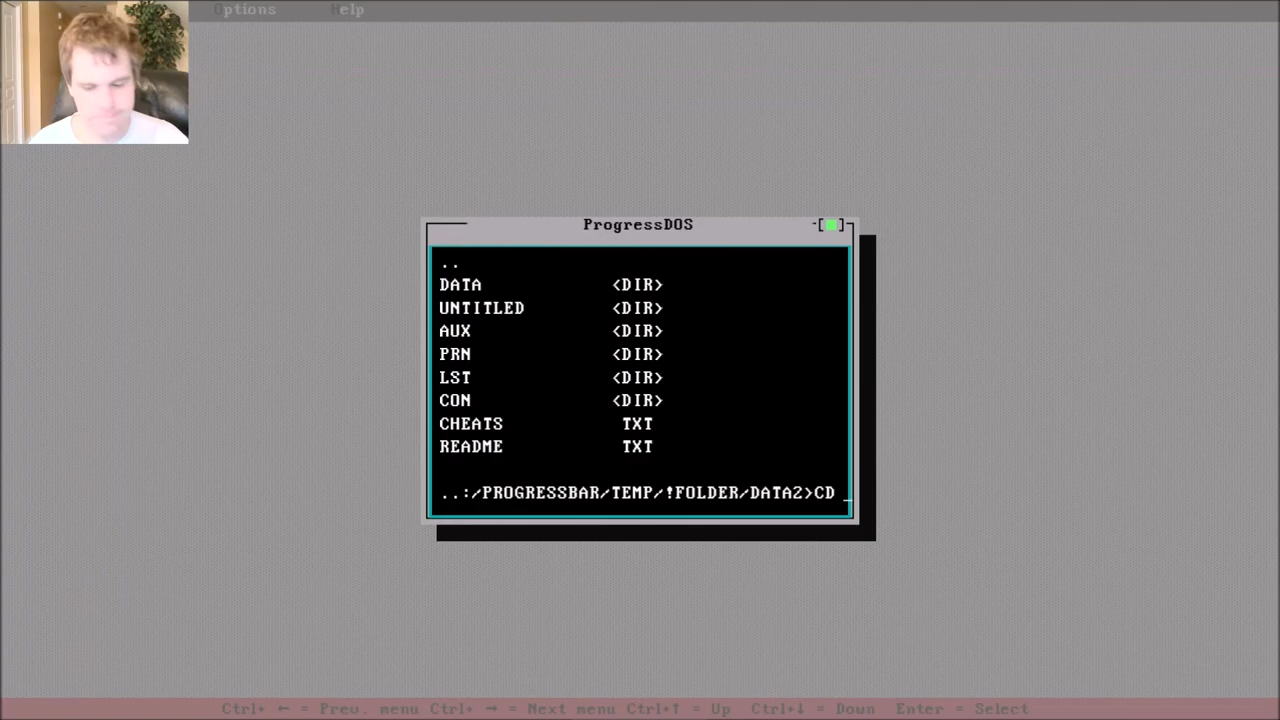 Options Help
ProgressDOS
[ ]
..
DATA <DIR>
UNTITLED <DIR>
AUX <DIR>
PRN <DIR>
LST <DIR>
CON <DIR>
CHEATS TXT
README TXT
..:/PROGRESSBAR/TEMP/!FOLDER/DATA2>CD _
Ctrl+ ← = Prev. menu Ctrl+ → = Next menu Ctrl+↑ = Up Ctrl+↓ = Down Enter = Select